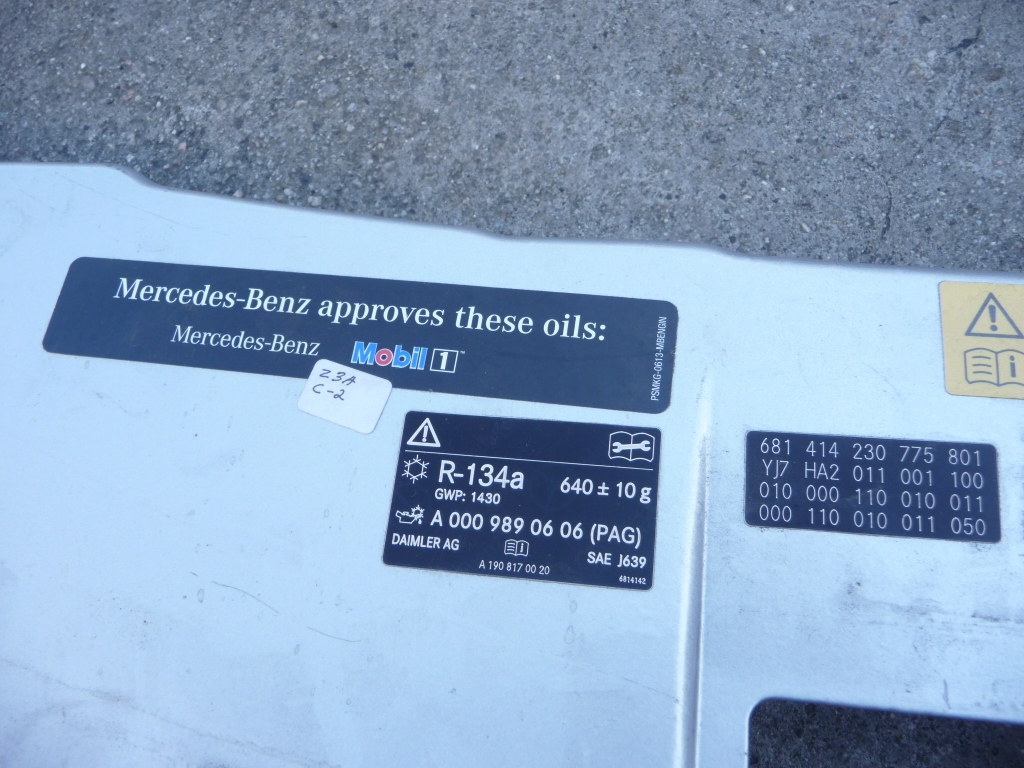 Mercedes-Benz approves these oils:
Mercedes-Benz Mobil 1™
PSMKG-0613-MBENGIN
Z3A
C-2
R-134a 640 ± 10 g
GWP: 1430
A 000 989 06 06 (PAG)
DAIMLER AG SAE J639
A 190 817 00 20
6814142
681 414 230 775 801
YJ7 HA2 011 001 100
010 000 110 010 011
000 110 010 011 050